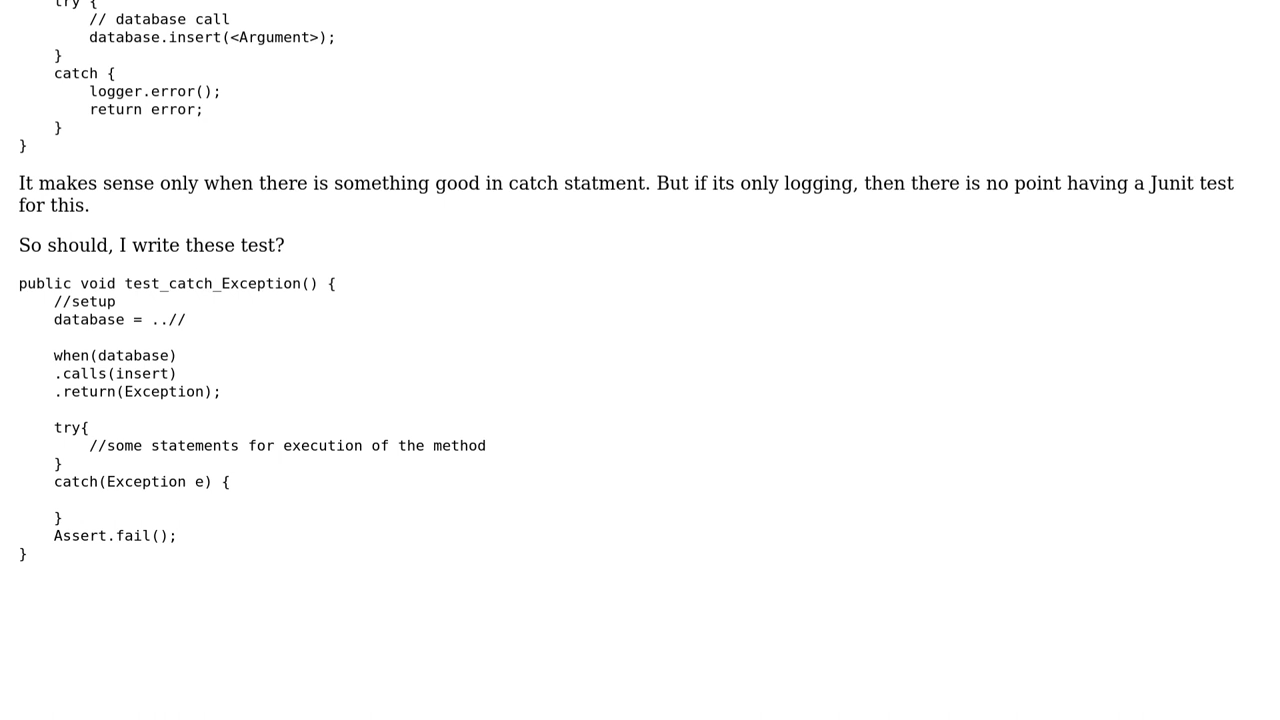 try {
        // database call
        database.insert(<Argument>);
    }
    catch {
        logger.error();
        return error;
    }
}
It makes sense only when there is something good in catch statment. But if its only logging, then there is no point having a Junit test
for this.
So should, I write these test?
public void test_catch_Exception() {
    //setup
    database = ..//
    when(database)
    .calls(insert)
    .return(Exception);
    try{
        //some statements for execution of the method
    }
    catch(Exception e) {
    }
    Assert.fail();
}